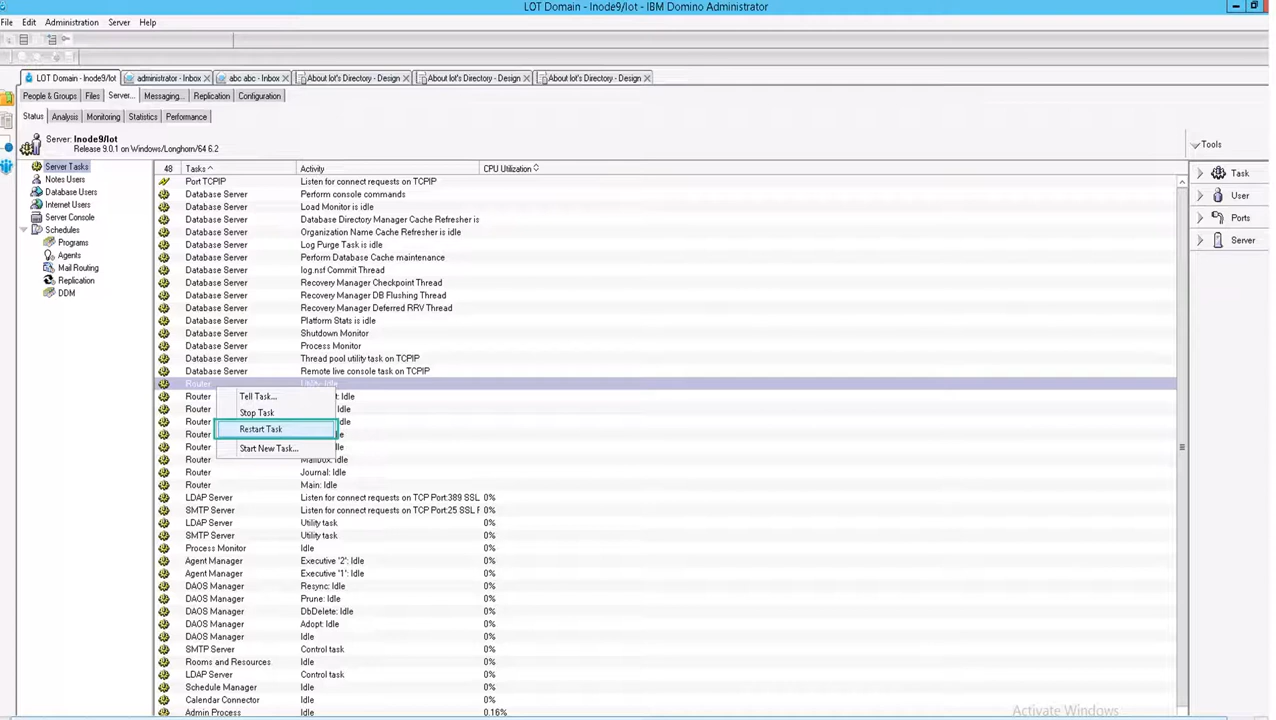 LOT Domain - lnode9/lot - IBM Domino Administrator
File Edit Administration Server Help
LOT Domain - lnode9/lot administrator - Inbox abc abc - Inbox About lot's Directory - Design About lot's Directory - Design About lot's Directory - Design
People & Groups Files Server... Messaging... Replication Configuration
Status Analysis Monitoring Statistics Performance
Server: lnode9/lot
Release 9.0.1 on Windows/Longhorn/64 6.2
Tools
Task
User
Ports
Server
Server Tasks
Notes Users
Database Users
Internet Users
Server Console
Schedules
Programs
Agents
Mail Routing
Replication
DDM
48 Tasks Activity CPU Utilization
Port TCPIP Listen for connect requests on TCPIP
Database Server Perform console commands
Database Server Load Monitor is idle
Database Server Database Directory Manager Cache Refresher is
Database Server Organization Name Cache Refresher is idle
Database Server Log Purge Task is idle
Database Server Perform Database Cache maintenance
Database Server log.nsf Commit Thread
Database Server Recovery Manager Checkpoint Thread
Database Server Recovery Manager DB Flushing Thread
Database Server Recovery Manager Deferred RRV Thread
Database Server Platform Stats is idle
Database Server Shutdown Monitor
Database Server Process Monitor
Database Server Thread pool utility task on TCPIP
Database Server Remote live console task on TCPIP
Router Utility: Idle
Router t: Idle
Router Idle
Router dle
Router le
Router le
Router Mailbox: Idle
Router Journal: Idle
Router Main: Idle
Tell Task...
Stop Task
Restart Task
Start New Task...
LDAP Server Listen for connect requests on TCP Port:389 SSL 0%
SMTP Server Listen for connect requests on TCP Port:25 SSL F 0%
LDAP Server Utility task 0%
SMTP Server Utility task 0%
Process Monitor Idle 0%
Agent Manager Executive '2': Idle 0%
Agent Manager Executive '1': Idle 0%
DAOS Manager Resync: Idle 0%
DAOS Manager Prune: Idle 0%
DAOS Manager DbDelete: Idle 0%
DAOS Manager Adopt: Idle 0%
DAOS Manager Idle 0%
SMTP Server Control task 0%
Rooms and Resources Idle 0%
LDAP Server Control task 0%
Schedule Manager Idle 0%
Calendar Connector Idle 0%
Admin Process Idle 0.16%
Activate Windows